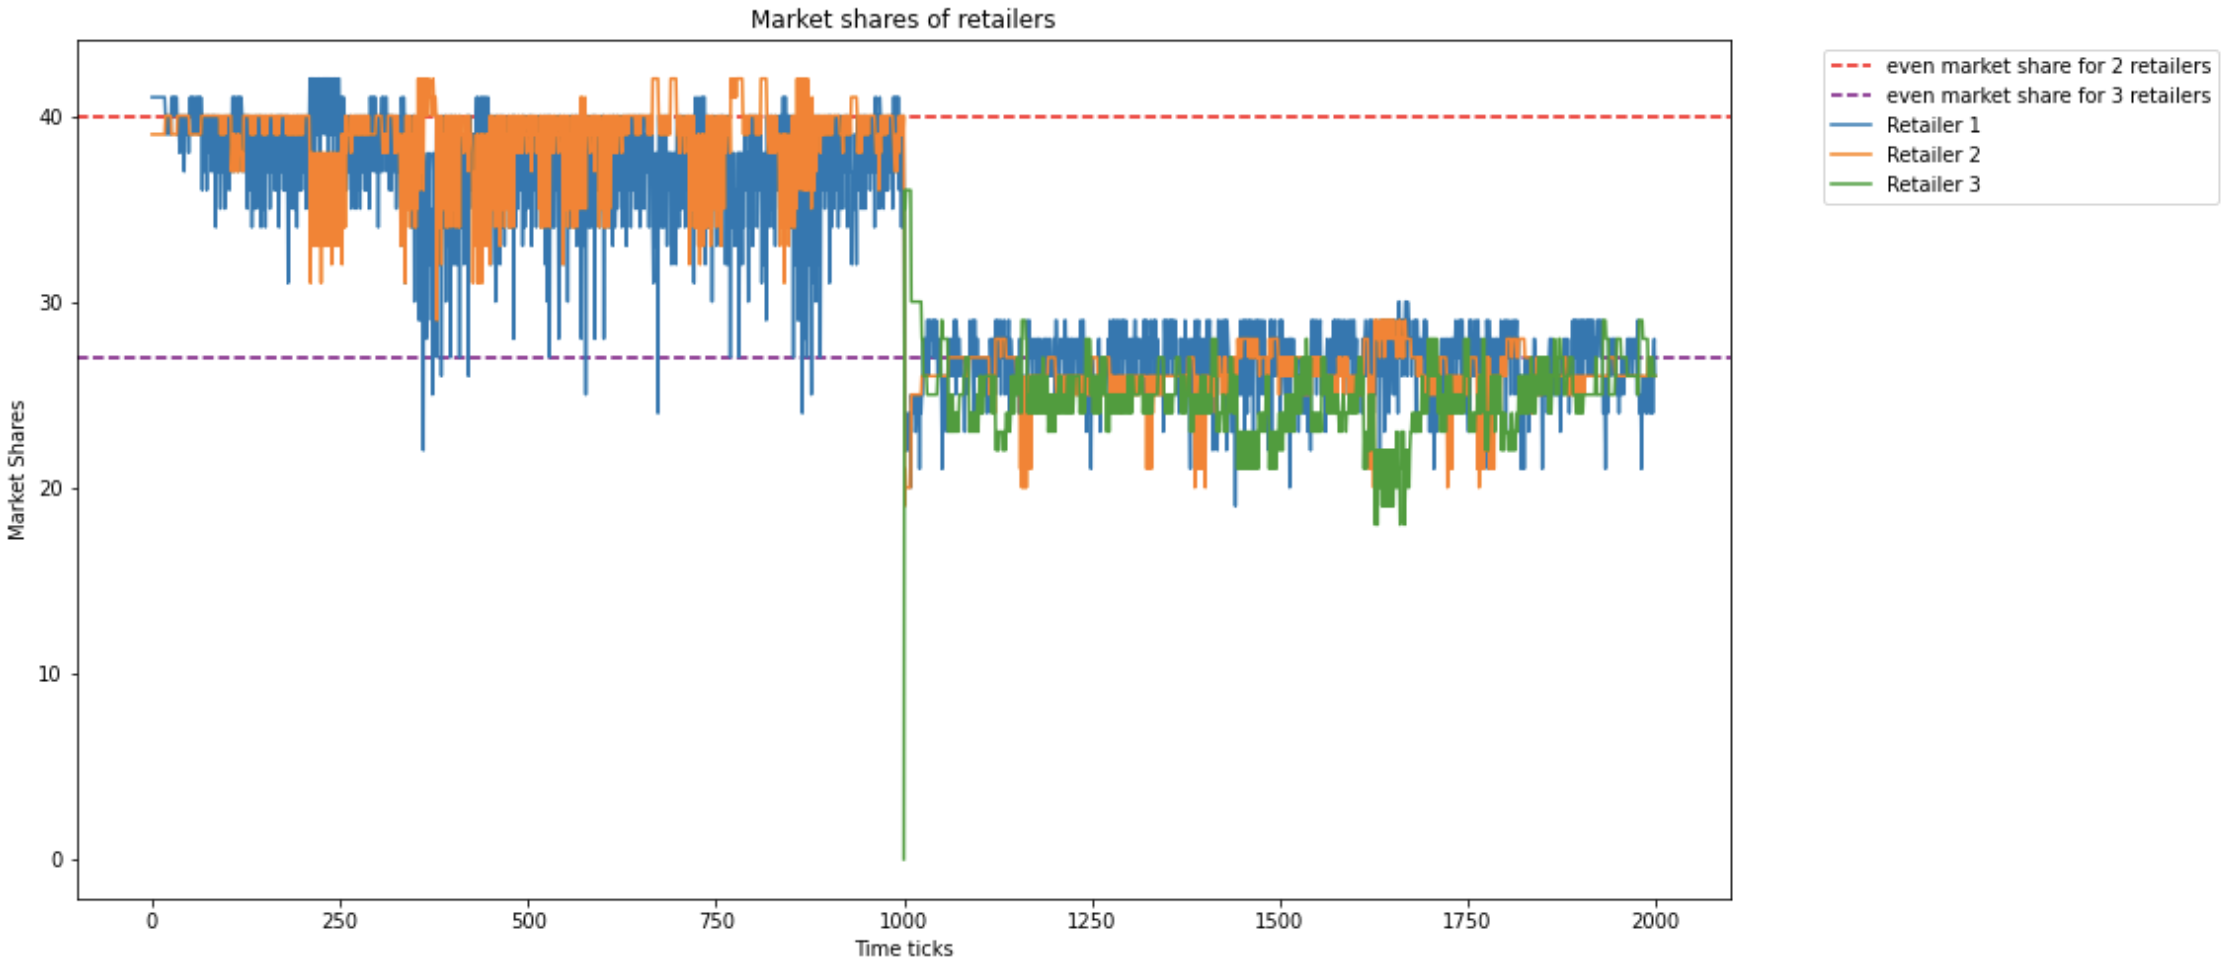 Market shares of retailers
even market share for 2 retailers
even market share for 3 retailers
Retailer 1
Retailer 2
Retailer 3
Market Shares
40
30
20
10
0
0 250 500 750 1000 1250 1500 1750 2000
Time ticks